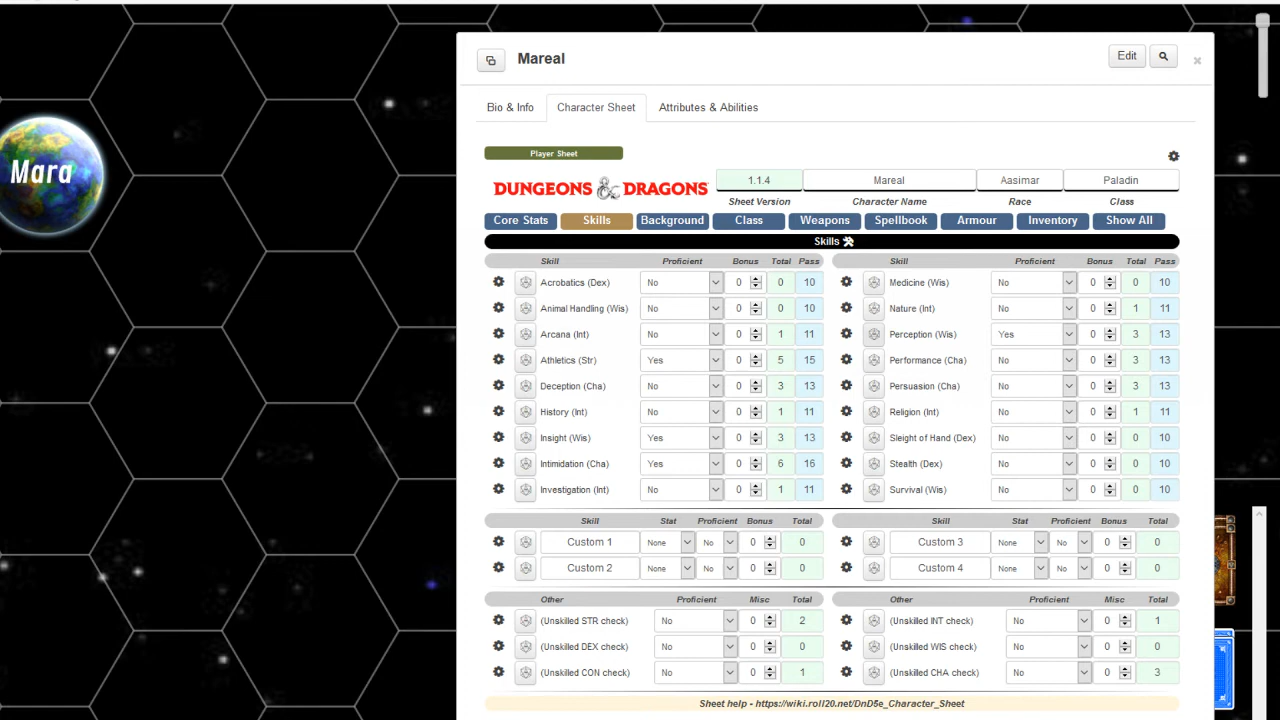 Mareal
Edit
Bio & Info Character Sheet Attributes & Abilities
Mara
Player Sheet
DUNGEONS & DRAGONS 1.1.4 Mareal Aasimar Paladin
Sheet Version Character Name Race Class
Core Stats Skills Background Class Weapons Spellbook Armour Inventory Show All
Skills
Skill Proficient Bonus Total Pass Skill Proficient Bonus Total Pass
Acrobatics (Dex) No 0 0 10 Medicine (Wis) No 0 0 10
Animal Handling (Wis) No 0 0 10 Nature (Int) No 0 1 11
Arcana (Int) No 0 1 11 Perception (Wis) Yes 0 3 13
Athletics (Str) Yes 0 5 15 Performance (Cha) No 0 3 13
Deception (Cha) No 0 3 13 Persuasion (Cha) No 0 3 13
History (Int) No 0 1 11 Religion (Int) No 0 1 11
Insight (Wis) Yes 0 3 13 Sleight of Hand (Dex) No 0 0 10
Intimidation (Cha) Yes 0 6 16 Stealth (Dex) No 0 0 10
Investigation (Int) No 0 1 11 Survival (Wis) No 0 0 10
Skill Stat Proficient Bonus Total Skill Stat Proficient Bonus Total
Custom 1 None No 0 0 Custom 3 None No 0 0
Custom 2 None No 0 0 Custom 4 None No 0 0
Other Proficient Misc Total Other Proficient Misc Total
(Unskilled STR check) No 0 2 (Unskilled INT check) No 0 1
(Unskilled DEX check) No 0 0 (Unskilled WIS check) No 0 0
(Unskilled CON check) No 0 1 (Unskilled CHA check) No 0 3
Sheet help - https://wiki.roll20.net/DnD5e_Character_Sheet